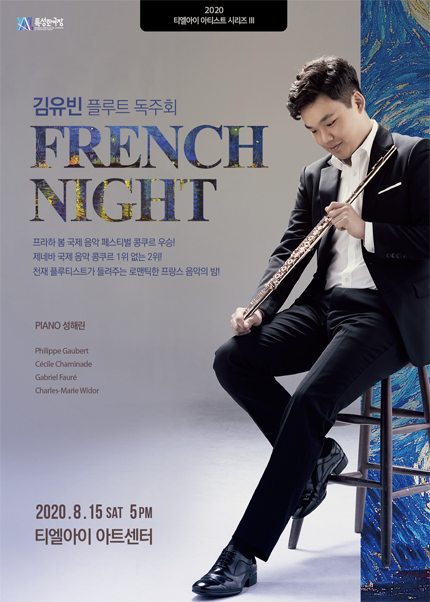 2020
티엘아이 아티스트 시리즈 III
김유빈 플루트 독주회
FRENCH
NIGHT
프라하 봄 국제 음악 페스티벌 콩쿠르 우승!
제네바 국제 음악 콩쿠르 1위 없는 2위!
천재 플루티스트가 들려주는 로맨틱한 프랑스 음악의 밤!
PIANO 성해린
Philippe Gaubert
Cécile Chaminade
Gabriel Fauré
Charles-Marie Widor
2020.8.15 SAT 5PM
티엘아이 아트센터